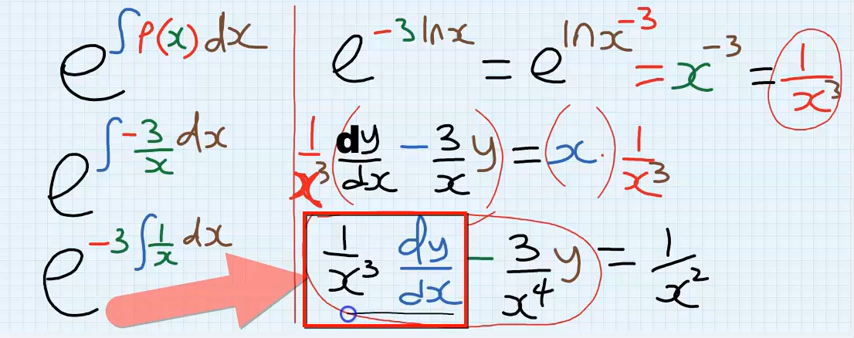 e^{∫P(x)dx}
e^{∫-3/x dx}
e^{-3∫1/x dx}
e^{-3lnx} = e^{lnx^{-3}} = x^{-3} = 1/x^3
1/x^3 (dy/dx - 3/x y) = (x·) 1/x^3
1/x^3 dy/dx - 3/x^4 y = 1/x^2